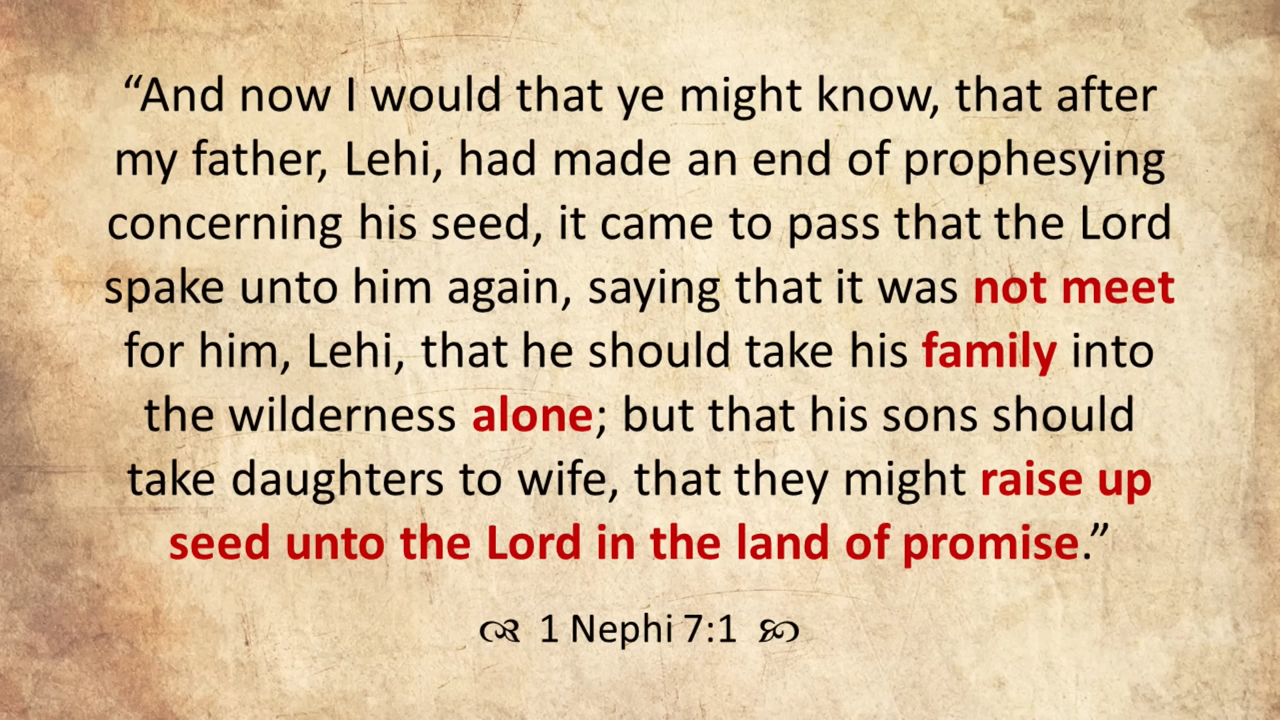 “And now I would that ye might know, that after
my father, Lehi, had made an end of prophesying
concerning his seed, it came to pass that the Lord
spake unto him again, saying that it was not meet
for him, Lehi, that he should take his family into
the wilderness alone; but that his sons should
take daughters to wife, that they might raise up
seed unto the Lord in the land of promise.”
1 Nephi 7:1